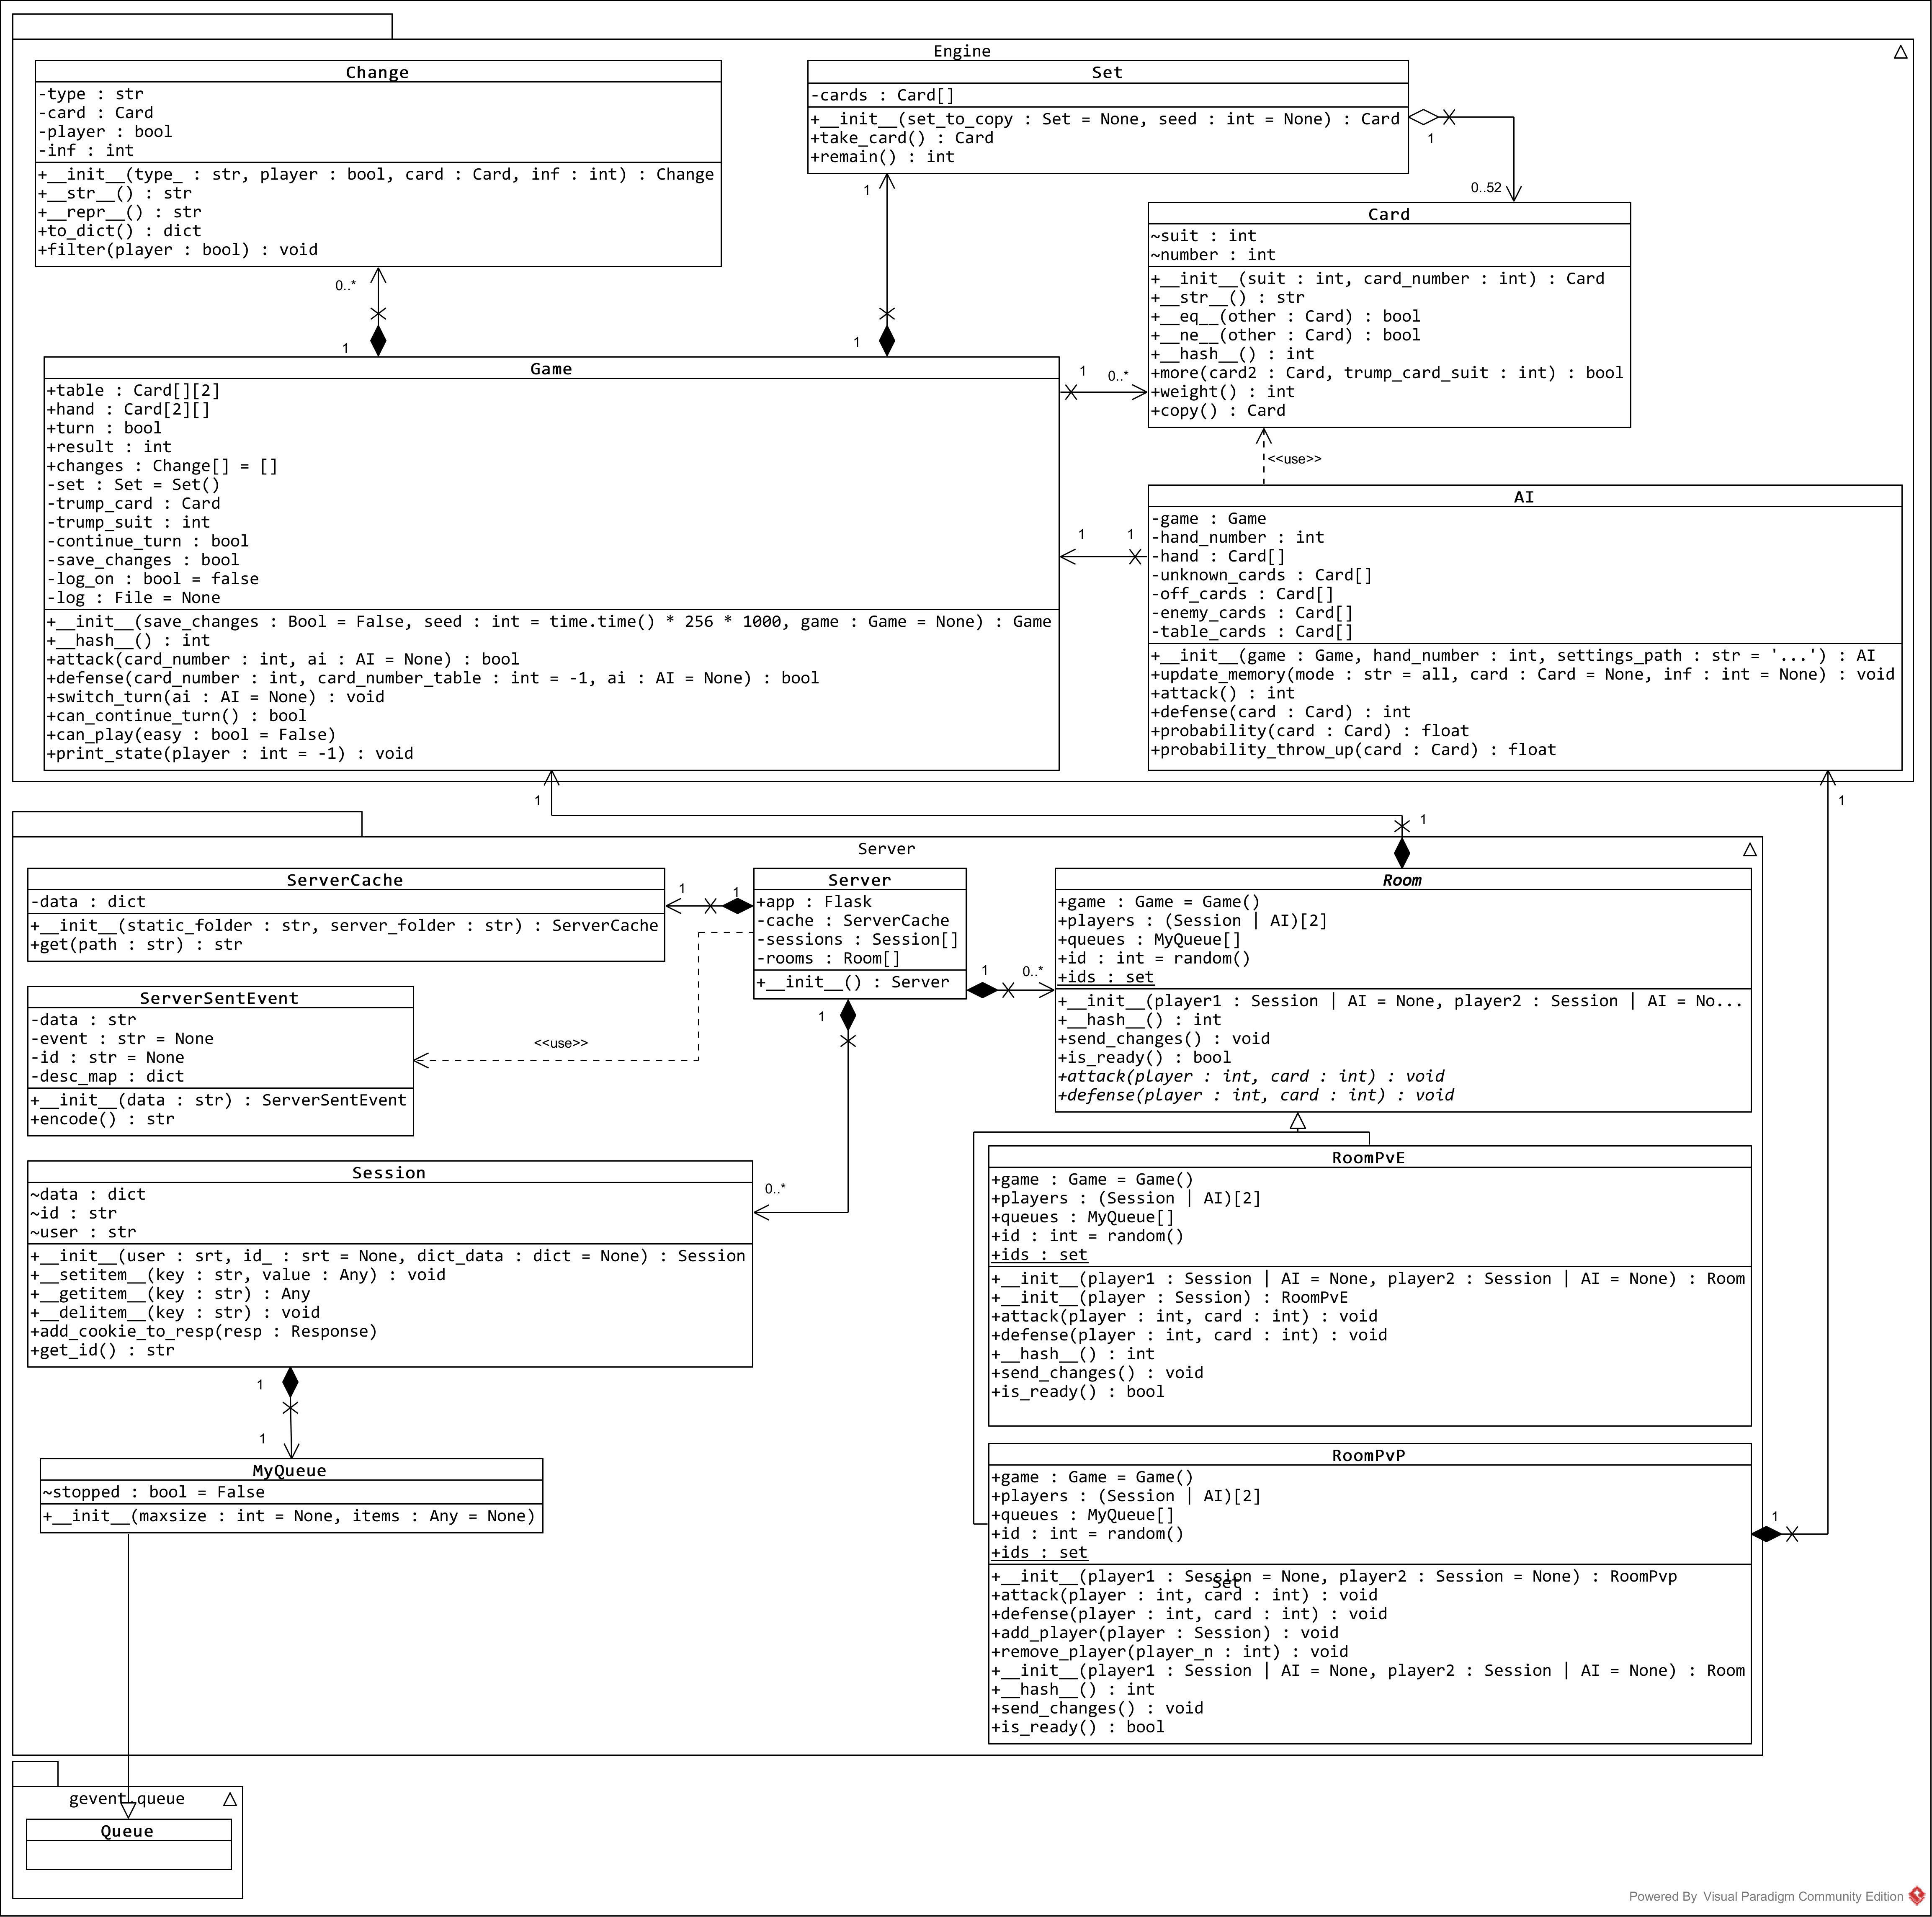 Engine
Change
-type : str
-card : Card
-player : bool
-inf : int
+__init__(type_ : str, player : bool, card : Card, inf : int) : Change
+__str__() : str
+__repr__() : str
+to_dict() : dict
+filter(player : bool) : void
Set
-cards : Card[]
+__init__(set_to_copy : Set = None, seed : int = None) : Card
+take_card() : Card
+remain() : int
1
0..52
1
0..*
1
1
Card
~suit : int
~number : int
+__init__(suit : int, card_number : int) : Card
+__str__() : str
+__eq__(other : Card) : bool
+__ne__(other : Card) : bool
+__hash__() : int
+more(card2 : Card, trump_card_suit : int) : bool
+weight() : int
+copy() : Card
Game
+table : Card[][2]
+hand : Card[2][]
+turn : bool
+result : int
+changes : Change[] = []
-set : Set = Set()
-trump_card : Card
-trump_suit : int
-continue_turn : bool
-save_changes : bool
-log_on : bool = false
-log : File = None
+__init__(save_changes : Bool = False, seed : int = time.time() * 256 * 1000, game : Game = None) : Game
+__hash__() : int
+attack(card_number : int, ai : AI = None) : bool
+defense(card_number : int, card_number_table : int = -1, ai : AI = None) : bool
+switch_turn(ai : AI = None) : void
+can_continue_turn() : bool
+can_play(easy : bool = False)
+print_state(player : int = -1) : void
1
0..*
<<use>>
1
1
AI
-game : Game
-hand_number : int
-hand : Card[]
-unknown_cards : Card[]
-off_cards : Card[]
-enemy_cards : Card[]
-table_cards : Card[]
+__init__(game : Game, hand_number : int, settings_path : str = '...') : AI
+update_memory(mode : str = all, card : Card = None, inf : int = None) : void
+attack() : int
+defense(card : Card) : int
+probability(card : Card) : float
+probability_throw_up(card : Card) : float
1
1
1
Server
ServerCache
-data : dict
+__init__(static_folder : str, server_folder : str) : ServerCache
+get(path : str) : str
1
1
Server
+app : Flask
-cache : ServerCache
-sessions : Session[]
-rooms : Room[]
+__init__() : Server
1
0..*
1
Room
+game : Game = Game()
+players : (Session | AI)[2]
+queues : MyQueue[]
+id : int = random()
+ids : set
+__init__(player1 : Session | AI = None, player2 : Session | AI = No...
+__hash__() : int
+send_changes() : void
+is_ready() : bool
+attack(player : int, card : int) : void
+defense(player : int, card : int) : void
ServerSentEvent
-data : str
-event : str = None
-id : str = None
-desc_map : dict
+__init__(data : str) : ServerSentEvent
+encode() : str
<<use>>
Session
~data : dict
~id : str
~user : str
+__init__(user : srt, id_ : srt = None, dict_data : dict = None) : Session
+__setitem__(key : str, value : Any) : void
+__getitem__(key : str) : Any
+__delitem__(key : str) : void
+add_cookie_to_resp(resp : Response)
+get_id() : str
0..*
1
1
RoomPvE
+game : Game = Game()
+players : (Session | AI)[2]
+queues : MyQueue[]
+id : int = random()
+ids : set
+__init__(player1 : Session | AI = None, player2 : Session | AI = None) : Room
+__init__(player : Session) : RoomPvE
+attack(player : int, card : int) : void
+defense(player : int, card : int) : void
+__hash__() : int
+send_changes() : void
+is_ready() : bool
MyQueue
~stopped : bool = False
+__init__(maxsize : int = None, items : Any = None)
RoomPvP
+game : Game = Game()
+players : (Session | AI)[2]
+queues : MyQueue[]
+id : int = random()
+ids : set
+__init__(player1 : Session = None, player2 : Session = None) : RoomPvp
Set
+attack(player : int, card : int) : void
+defense(player : int, card : int) : void
+add_player(player : Session) : void
+remove_player(player_n : int) : void
+__init__(player1 : Session | AI = None, player2 : Session | AI = None) : Room
+__hash__() : int
+send_changes() : void
+is_ready() : bool
1
gevent.queue
Queue
Powered By Visual Paradigm Community Edition